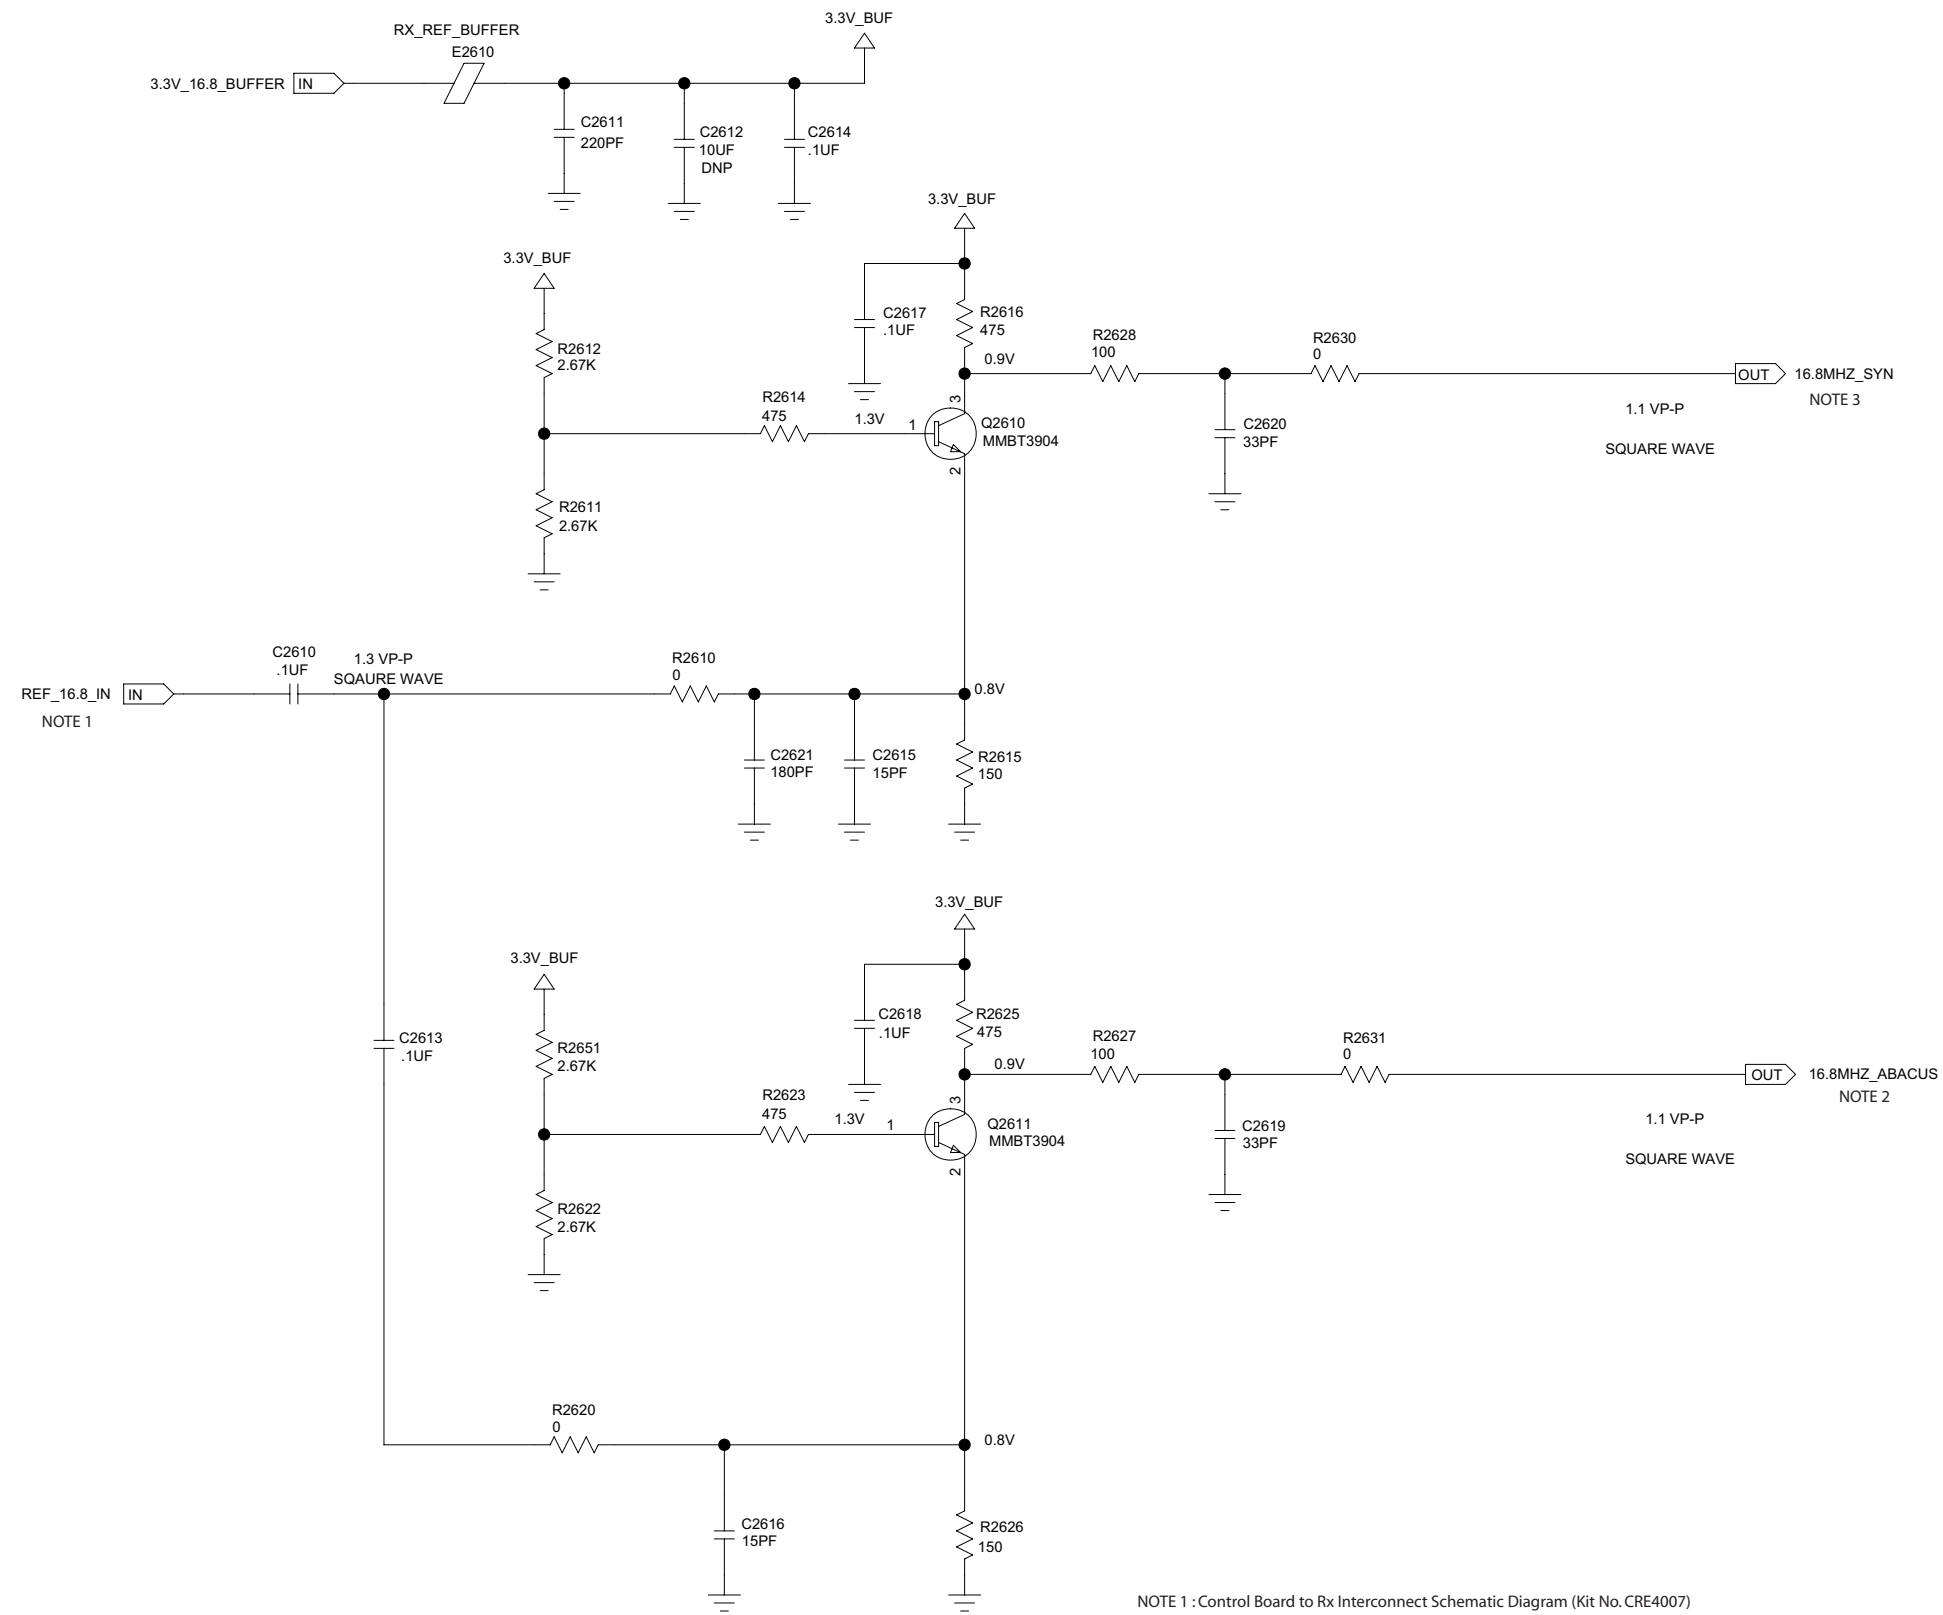 3.3V_BUF
RX_REF_BUFFER
E2610
3.3V_16.8_BUFFER IN
C2611
220PF
C2612
10UF
DNP
C2614
.1UF
3.3V_BUF
3.3V_BUF
C2617
.1UF
R2616
475
R2612
2.67K
0.9V
R2628
100
R2630
0
OUT 16.8MHZ_SYN
NOTE 3
R2614
475
1.3V
1
3
2
Q2610
MMBT3904
C2620
33PF
1.1 VP-P
SQUARE WAVE
R2611
2.67K
C2610
.1UF
1.3 VP-P
SQAURE WAVE
R2610
0
REF_16.8_IN IN
NOTE 1
0.8V
C2621
180PF
C2615
15PF
R2615
150
3.3V_BUF
3.3V_BUF
C2618
.1UF
R2625
475
C2613
.1UF
R2651
2.67K
0.9V
R2627
100
R2631
0
OUT 16.8MHZ_ABACUS
NOTE 2
R2623
475
1.3V
1
3
2
Q2611
MMBT3904
C2619
33PF
1.1 VP-P
SQUARE WAVE
R2622
2.67K
R2620
0
0.8V
C2616
15PF
R2626
150
NOTE 1 : Control Board to Rx Interconnect Schematic Diagram (Kit No. CRE4007)